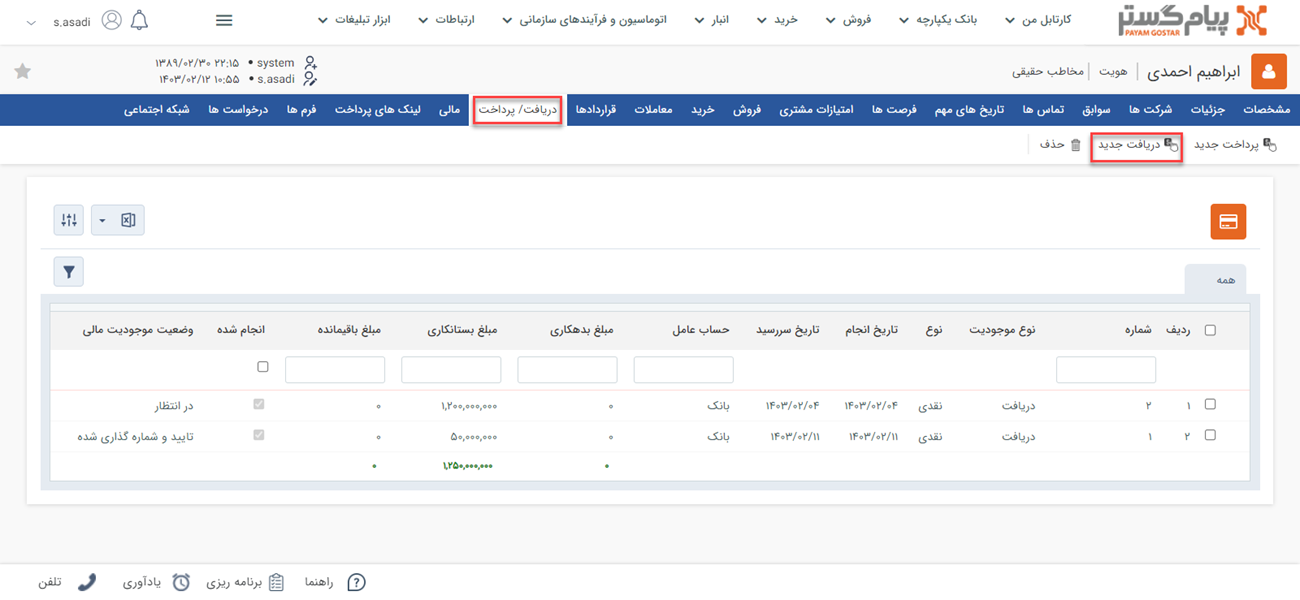 پیام گستر
PAYAM GOSTAR
کارتابل من بانک یکپارچه فروش خرید انبار اتوماسیون و فرآیندهای سازمانی ارتباطات ابزار تبلیغات s.asadi
ابراهیم احمدی هویت مخاطب حقیقی
system • ۱۳۸۹/۰۲/۳۰ ۲۲:۱۵
s.asadi • ۱۴۰۳/۰۲/۱۲ ۱۰:۵۵
مشخصات جزئیات شرکت ها سوابق تماس ها تاریخ های مهم فرصت ها امتیازات مشتری فروش خرید معاملات قراردادها دریافت/ پرداخت مالی لینک های پرداخت فرم ها درخواست ها شبکه اجتماعی
پرداخت جدید دریافت جدید حذف
همه
ردیف شماره نوع موجودیت نوع تاریخ انجام تاریخ سررسید حساب عامل مبلغ بدهکاری مبلغ بستانکاری مبلغ باقیمانده انجام شده وضعیت موجودیت مالی
۱ ۲ دریافت نقدی ۱۴۰۳/۰۲/۰۴ ۱۴۰۳/۰۲/۰۴ بانک ۰ ۱,۲۰۰,۰۰۰,۰۰۰ ۰ در انتظار
۲ ۱ دریافت نقدی ۱۴۰۳/۰۲/۱۱ ۱۴۰۳/۰۲/۱۱ بانک ۰ ۵۰,۰۰۰,۰۰۰ ۰ تایید و شماره گذاری شده
۰ ۱,۲۵۰,۰۰۰,۰۰۰ ۰
راهنما برنامه ریزی یادآوری تلفن